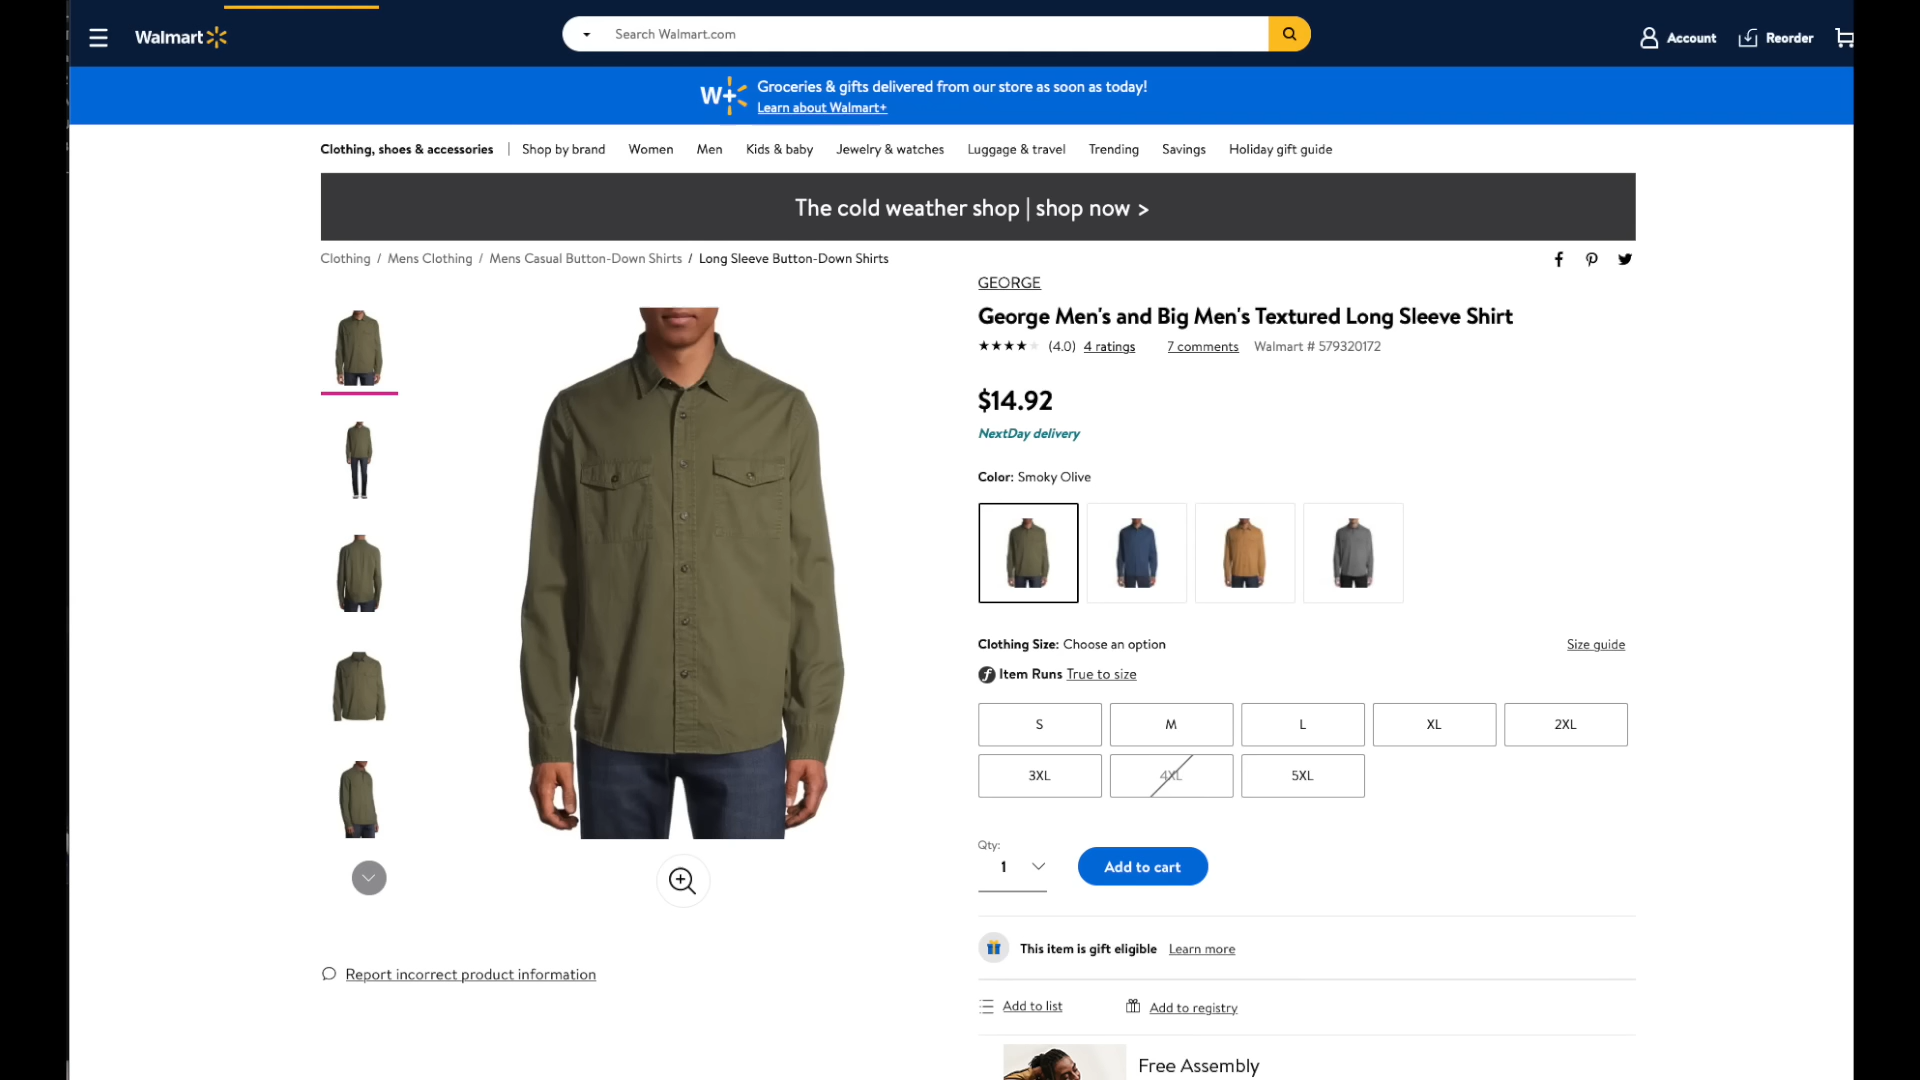 Walmart
Search Walmart.com
Account
Reorder
W+
Groceries & gifts delivered from our store as soon as today!
Learn about Walmart+
Clothing, shoes & accessories | Shop by brand Women Men Kids & baby Jewelry & watches Luggage & travel Trending Savings Holiday gift guide
The cold weather shop | shop now >
Clothing / Mens Clothing / Mens Casual Button-Down Shirts / Long Sleeve Button-Down Shirts
GEORGE
George Men's and Big Men's Textured Long Sleeve Shirt
(4.0) 4 ratings 7 comments Walmart # 579320172
$14.92
NextDay delivery
Color: Smoky Olive
Clothing Size: Choose an option
Size guide
Item Runs True to size
S M L XL 2XL
3XL 4XL 5XL
Qty:
1
Add to cart
This item is gift eligible Learn more
Report incorrect product information
Add to list
Add to registry
Free Assembly